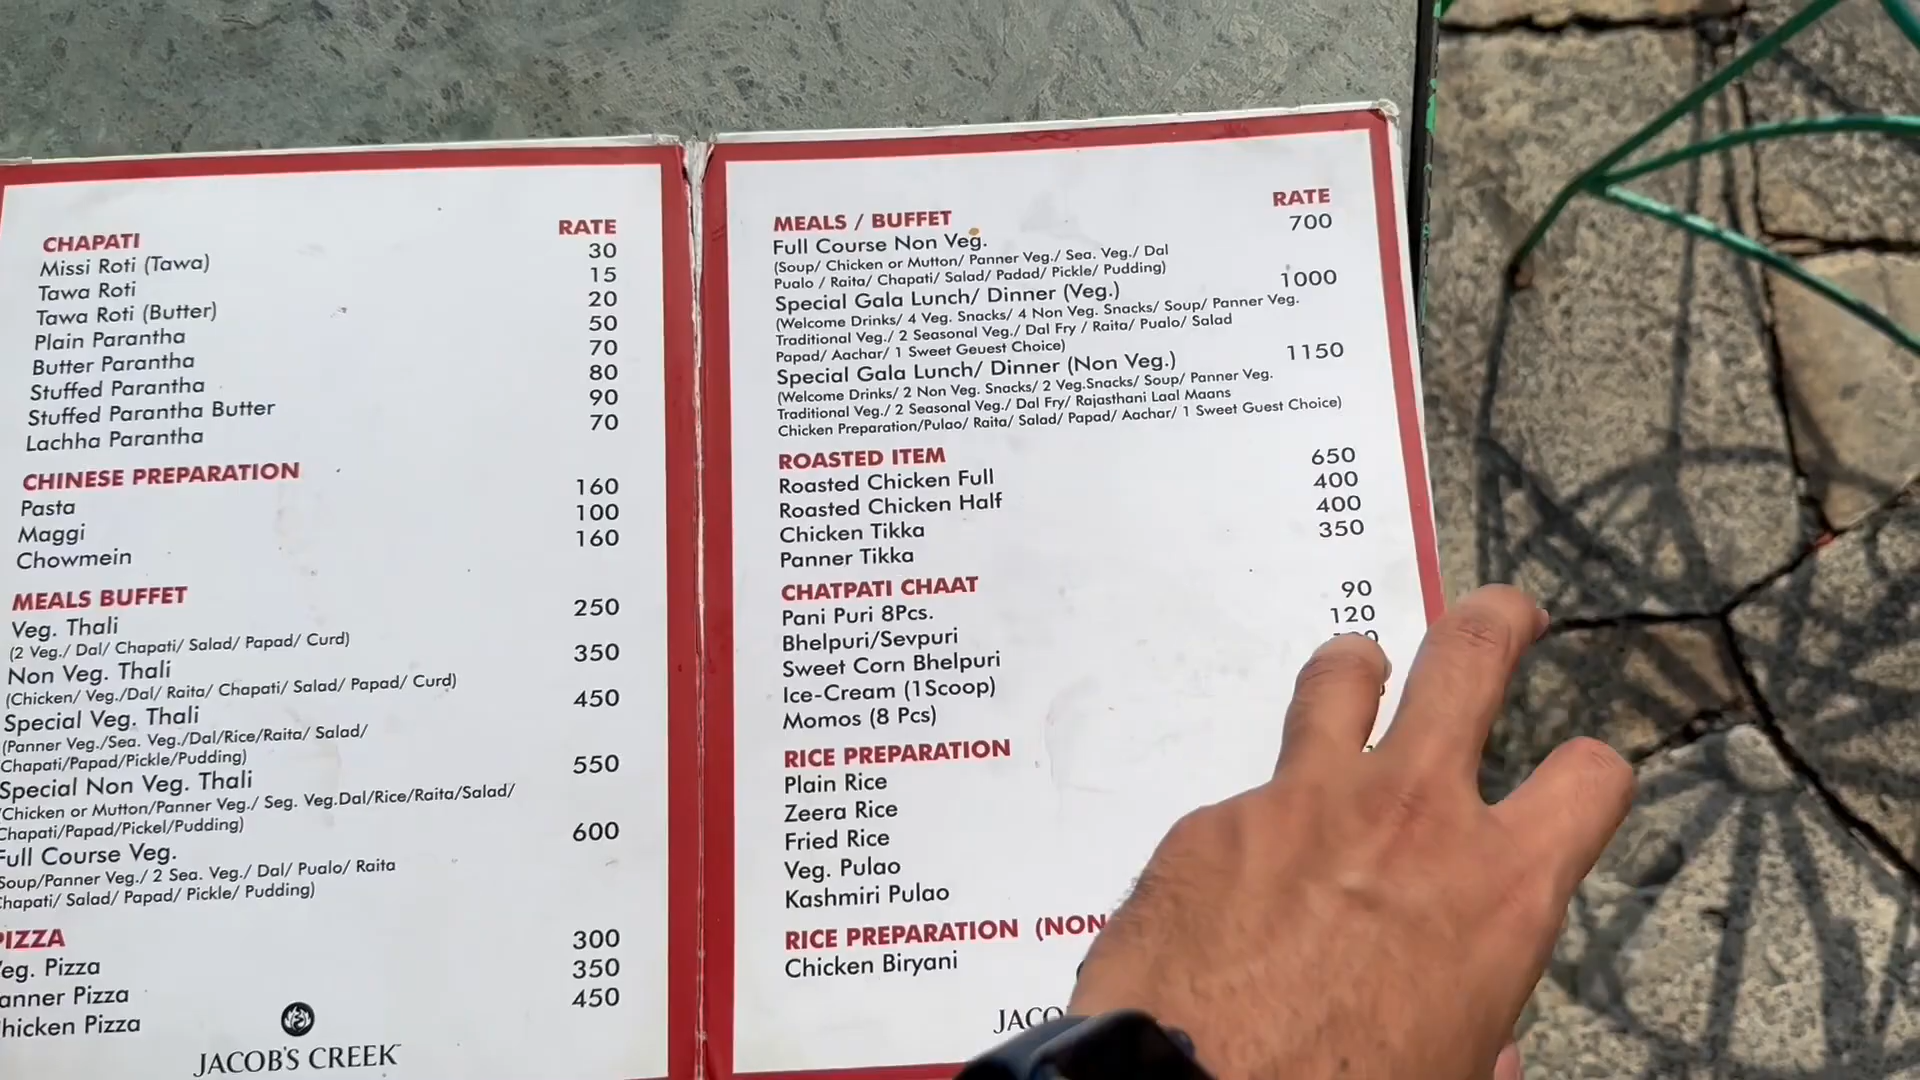 CHAPATI RATE
Missi Roti (Tawa) 30
Tawa Roti 15
Tawa Roti (Butter) 20
Plain Parantha 50
Butter Parantha 70
Stuffed Parantha 80
Stuffed Parantha Butter 90
Lachha Parantha 70
CHINESE PREPARATION
Pasta 160
Maggi 100
Chowmein 160
MEALS BUFFET
Veg. Thali 250
(2 Veg./ Dal/ Chapati/ Salad/ Papad/ Curd)
Non Veg. Thali 350
(Chicken/ Veg./Dal/ Raita/ Chapati/ Salad/ Papad/ Curd)
Special Veg. Thali 450
(Panner Veg./Sea. Veg./Dal/Rice/Raita/ Salad/
Chapati/Papad/Pickle/Pudding)
Special Non Veg. Thali 550
(Chicken or Mutton/Panner Veg./ Seg. Veg.Dal/Rice/Raita/Salad/
Chapati/Papad/Pickel/Pudding)
Full Course Veg. 600
Soup/Panner Veg./ 2 Sea. Veg./ Dal/ Pualo/ Raita
hapati/ Salad/ Papad/ Pickle/ Pudding)
PIZZA
eg. Pizza 300
anner Pizza 350
hicken Pizza 450
JACOB'S CREEK
MEALS / BUFFET RATE
Full Course Non Veg. 700
(Soup/ Chicken or Mutton/ Panner Veg./ Sea. Veg./ Dal
Pualo / Raita/ Chapati/ Salad/ Padad/ Pickle/ Pudding)
Special Gala Lunch/ Dinner (Veg.) 1000
(Welcome Drinks/ 4 Veg. Snacks/ 4 Non Veg. Snacks/ Soup/ Panner Veg.
Traditional Veg./ 2 Seasonal Veg./ Dal Fry / Raita/ Pualo/ Salad
Papad/ Aachar/ 1 Sweet Geuest Choice)
Special Gala Lunch/ Dinner (Non Veg.) 1150
(Welcome Drinks/ 2 Non Veg. Snacks/ 2 Veg.Snacks/ Soup/ Panner Veg.
Traditional Veg./ 2 Seasonal Veg./ Dal Fry/ Rajasthani Laal Maans
Chicken Preparation/Pulao/ Raita/ Salad/ Papad/ Aachar/ 1 Sweet Guest Choice)
ROASTED ITEM
Roasted Chicken Full 650
Roasted Chicken Half 400
Chicken Tikka 400
Panner Tikka 350
CHATPATI CHAAT
Pani Puri 8Pcs. 90
Bhelpuri/Sevpuri 120
Sweet Corn Bhelpuri
Ice-Cream (1Scoop)
Momos (8 Pcs)
RICE PREPARATION
Plain Rice
Zeera Rice
Fried Rice
Veg. Pulao
Kashmiri Pulao
RICE PREPARATION (NON
Chicken Biryani
JACO